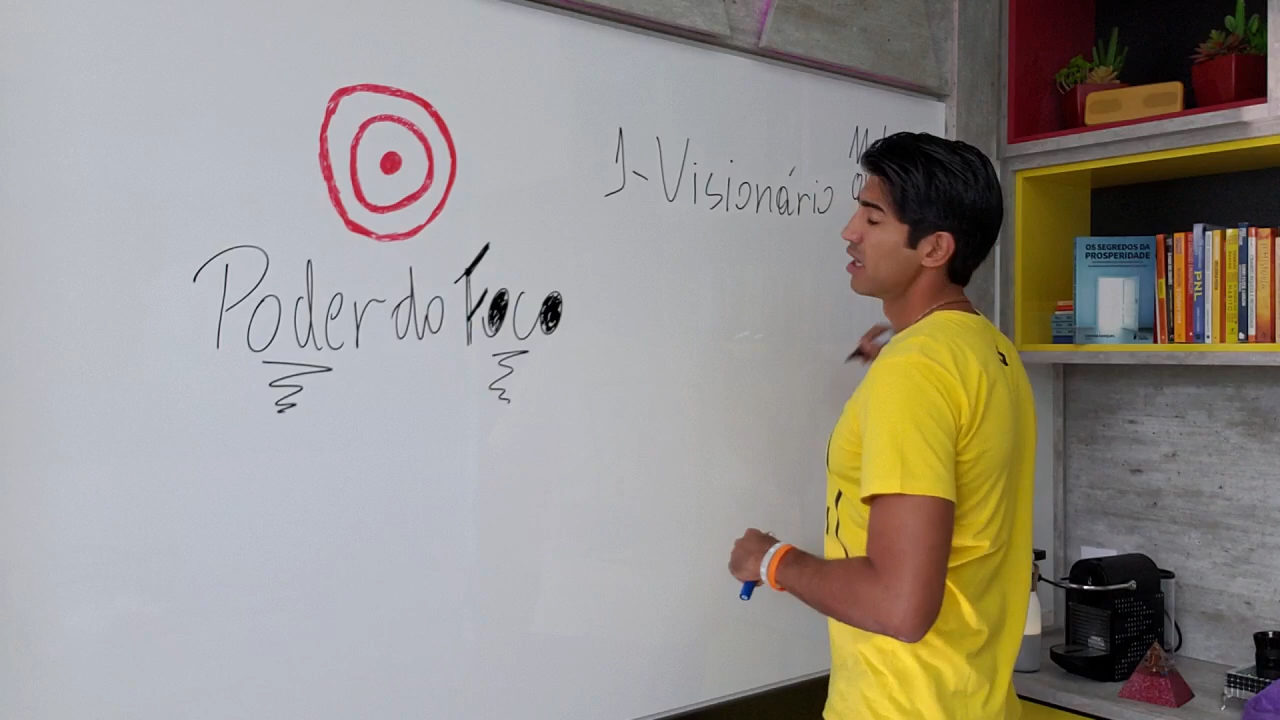 Poder do Foco
1-Visionário
OS SEGREDOS DA
PROSPERIDADE
PNL